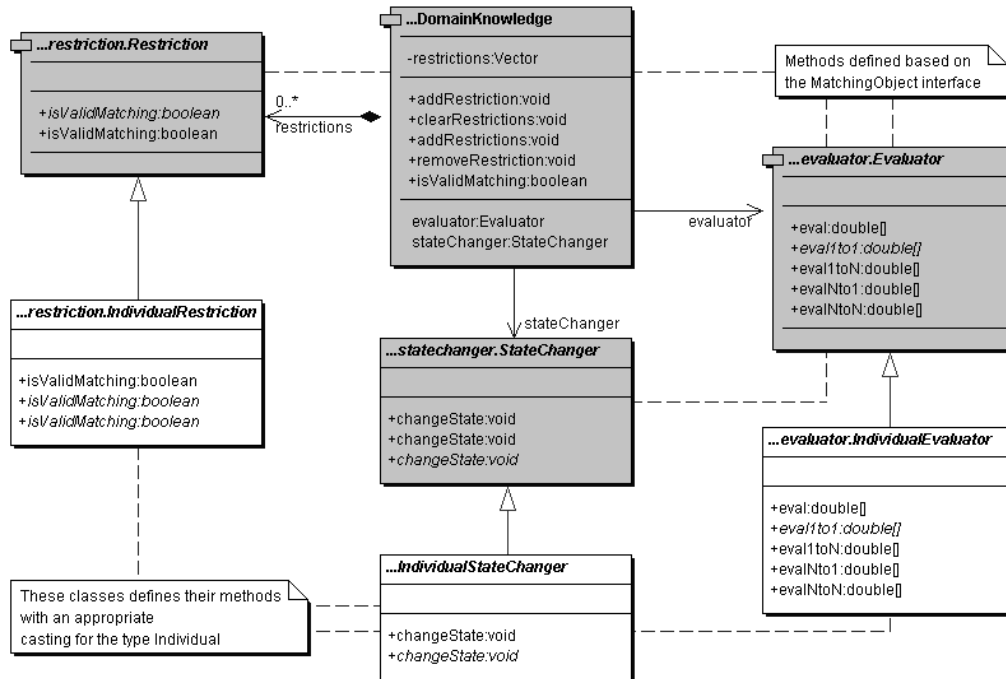 ...restriction.Restriction
+isValidMatching:boolean
+isValidMatching:boolean
0..*
restrictions
...DomainKnowledge
-restrictions:Vector
+addRestriction:void
+clearRestrictions:void
+addRestrictions:void
+removeRestriction:void
+isValidMatching:boolean
evaluator:Evaluator
stateChanger:StateChanger
Methods defined based on
the MatchingObject interface
evaluator
...evaluator.Evaluator
+eval:double[]
+eval1to1:double[]
+eval1toN:double[]
+evalNto1:double[]
+evalNtoN:double[]
...restriction.IndividualRestriction
+isValidMatching:boolean
+isValidMatching:boolean
+isValidMatching:boolean
stateChanger
...statechanger.StateChanger
+changeState:void
+changeState:void
+changeState:void
...evaluator.IndividualEvaluator
+eval:double[]
+eval1to1:double[]
+eval1toN:double[]
+evalNto1:double[]
+evalNtoN:double[]
These classes defines their methods
with an appropriate
casting for the type Individual
...IndividualStateChanger
+changeState:void
+changeState:void